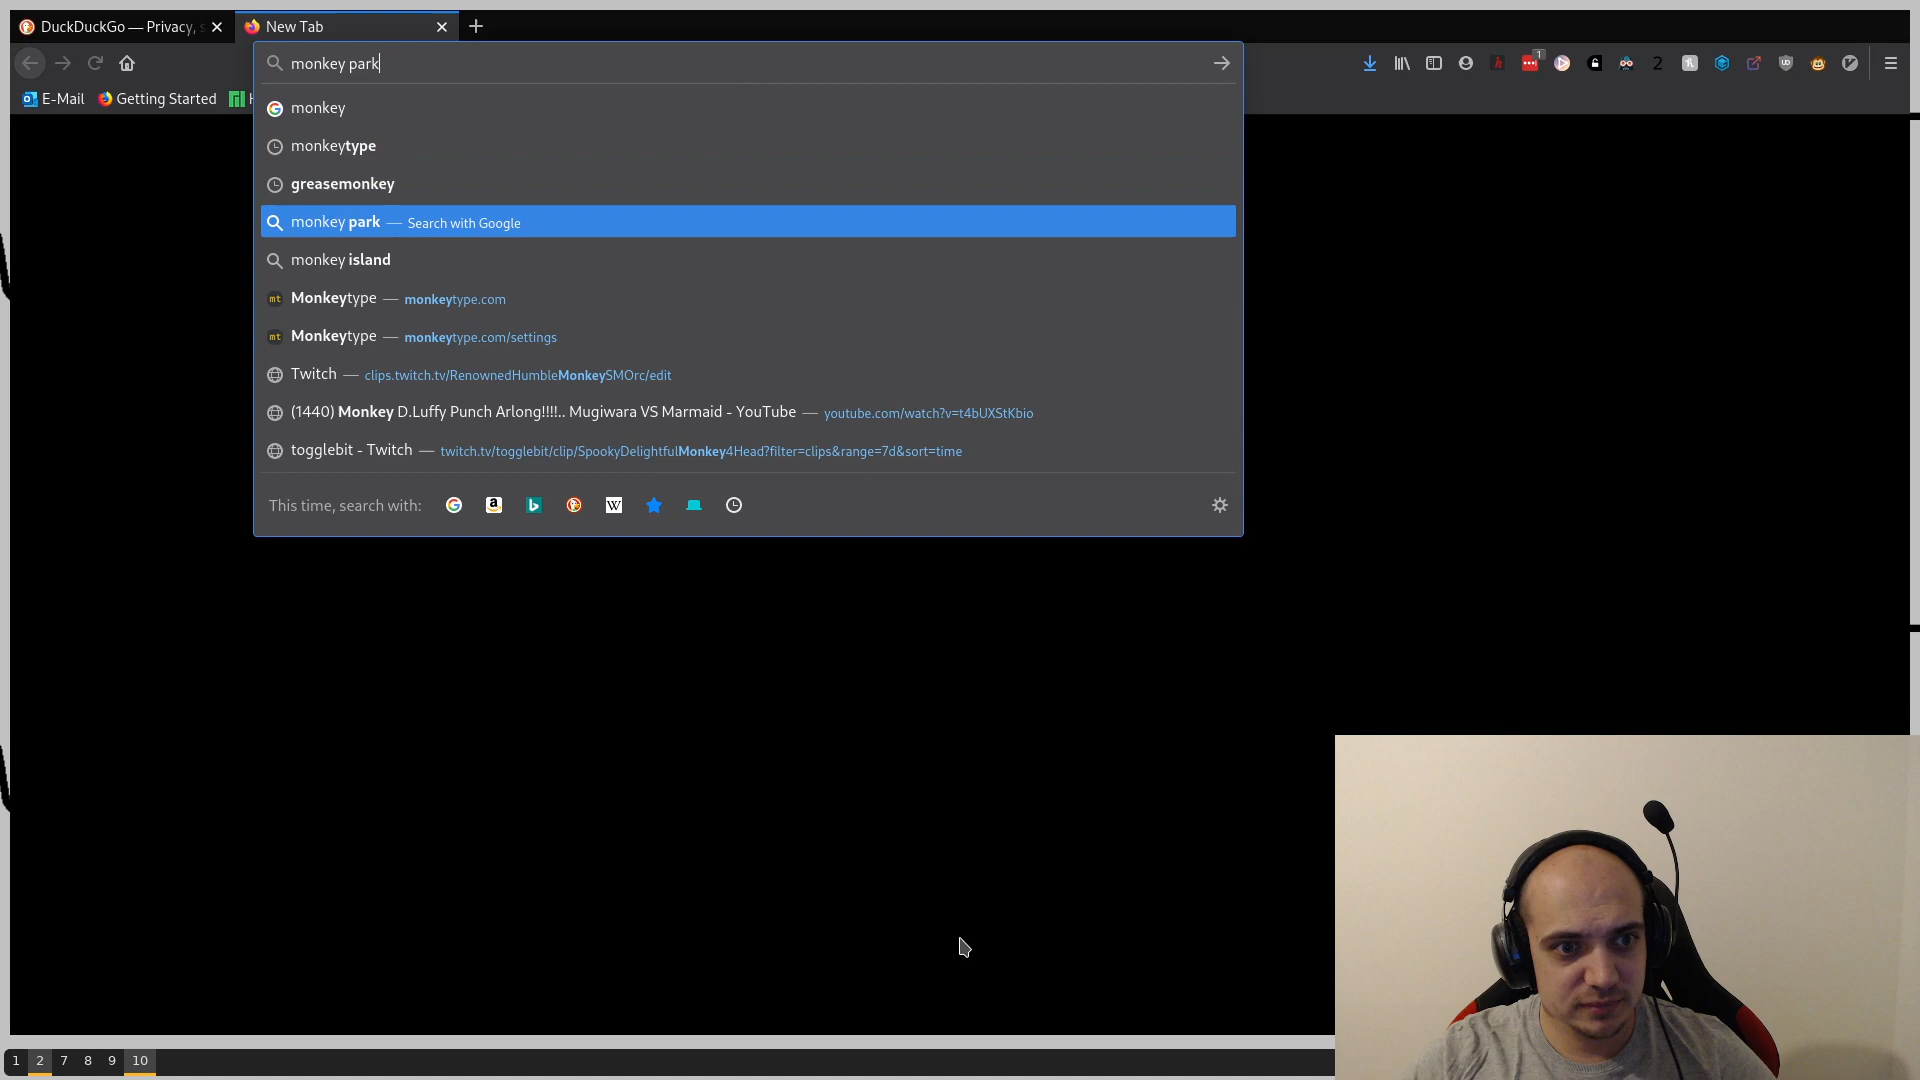 DuckDuckGo — Privacy, s
New Tab
monkey park
1
2
E-Mail
Getting Started
monkey
monkeytype
greasemonkey
monkey park — Search with Google
monkey island
mt Monkeytype — monkeytype.com
mt Monkeytype — monkeytype.com/settings
Twitch — clips.twitch.tv/RenownedHumbleMonkeySMOrc/edit
(1440) Monkey D.Luffy Punch Arlong!!!!.. Mugiwara VS Marmaid - YouTube — youtube.com/watch?v=t4bUXStKbio
togglebit - Twitch — twitch.tv/togglebit/clip/SpookyDelightfulMonkey4Head?filter=clips&range=7d&sort=time
This time, search with:
1 2 7 8 9 10